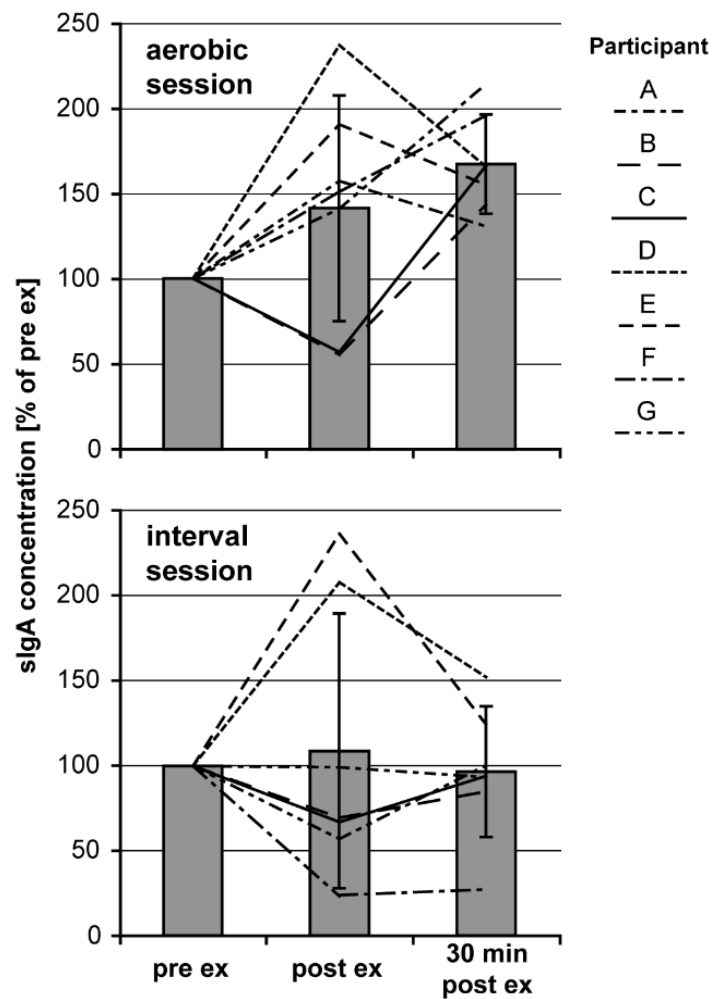 sIgA concentration [% of pre ex]
250
200
150
100
50
0
aerobic
session
Participant
A
B
C
D
E
F
G
250
200
150
100
50
0
interval
session
pre ex
post ex
30 min
post ex